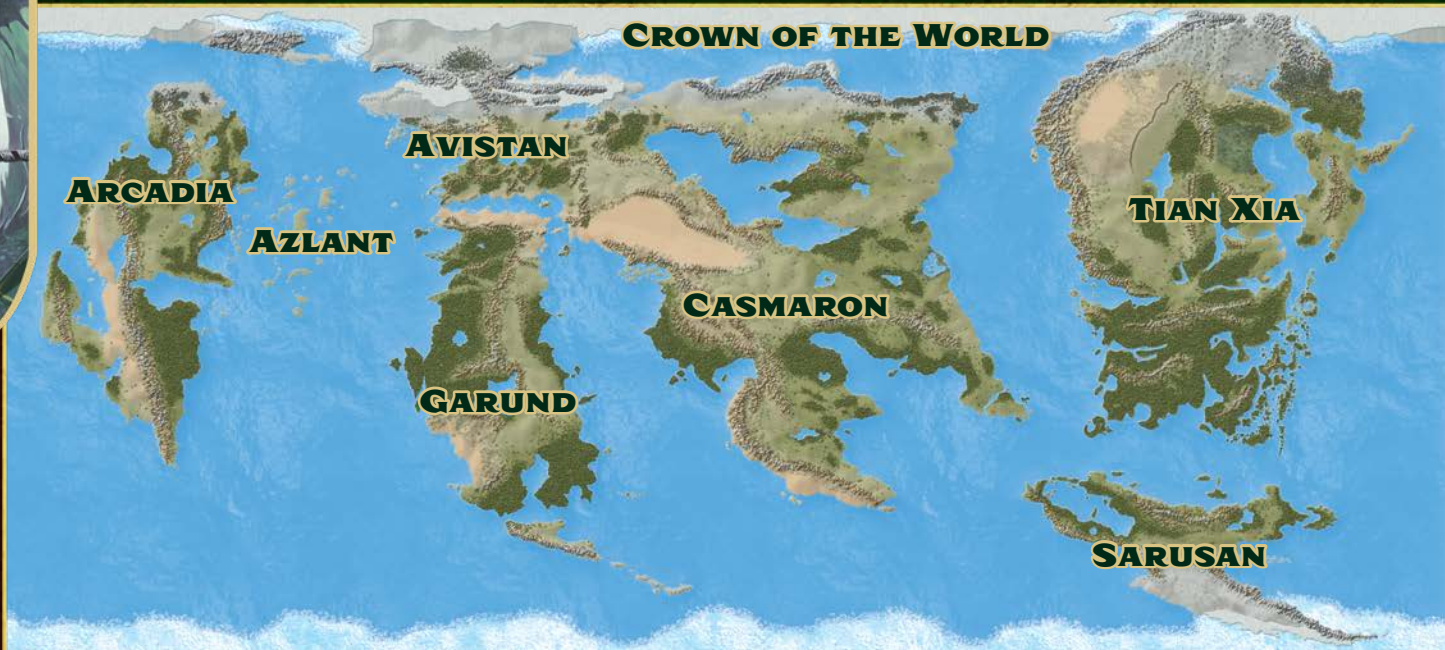 CROWN OF THE WORLD
AVISTAN
ARCADIA
TIAN XIA
AZLANT
CASMARON
GARUND
SARUSAN